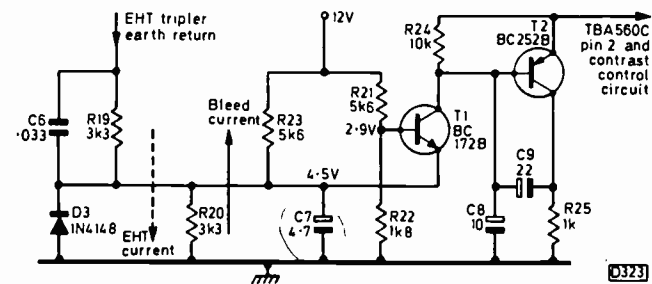 EHT tripler
earth return
12V
R24
10k
T2
BC252B
TBA560C
pin 2 and
contrast
control
circuit
C6
·033
R19
3k3
Bleed
current
R23
5k6
R21
5k6
2·9V
T1
BC
172B
4·5V
C9
22
D3
1N4148
EHT
current
R20
3k3
C7
4·7
R22
1k8
C8
10
R25
1k
D323